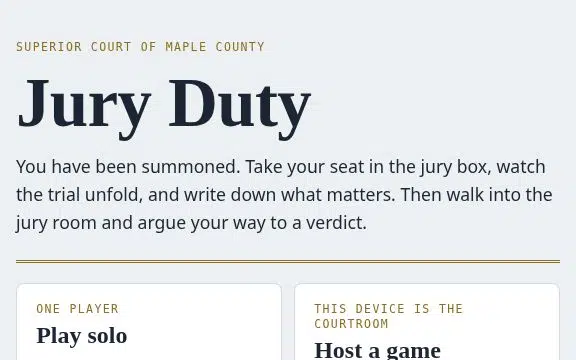 SUPERIOR COURT OF MAPLE COUNTY
Jury Duty
You have been summoned. Take your seat in the jury box, watch
the trial unfold, and write down what matters. Then walk into the
jury room and argue your way to a verdict.
ONE PLAYER
Play solo
THIS DEVICE IS THE
COURTROOM
Host a game